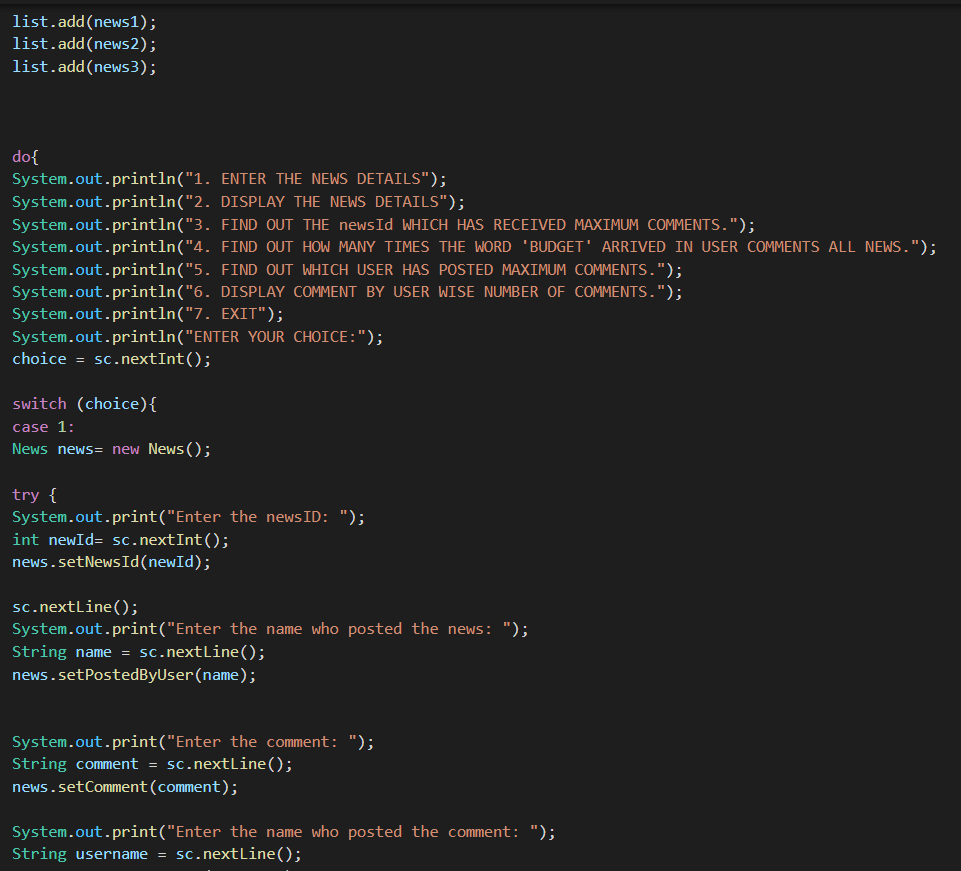 list.add(news1);
list.add(news2);
list.add(news3);
do{
System.out.println("1. ENTER THE NEWS DETAILS");
System.out.println("2. DISPLAY THE NEWS DETAILS");
System.out.println("3. FIND OUT THE newsId WHICH HAS RECEIVED MAXIMUM COMMENTS.");
System.out.println("4. FIND OUT HOW MANY TIMES THE WORD 'BUDGET' ARRIVED IN USER COMMENTS ALL NEWS.");
System.out.println("5. FIND OUT WHICH USER HAS POSTED MAXIMUM COMMENTS.");
System.out.println("6. DISPLAY COMMENT BY USER WISE NUMBER OF COMMENTS.");
System.out.println("7. EXIT");
System.out.println("ENTER YOUR CHOICE:");
choice = sc.nextInt();
switch (choice){
case 1:
News news= new News();
try {
System.out.print("Enter the newsID: ");
int newId= sc.nextInt();
news.setNewsId(newId);
sc.nextLine();
System.out.print("Enter the name who posted the news: ");
String name = sc.nextLine();
news.setPostedByUser(name);
System.out.print("Enter the comment: ");
String comment = sc.nextLine();
news.setComment(comment);
System.out.print("Enter the name who posted the comment: ");
String username = sc.nextLine();